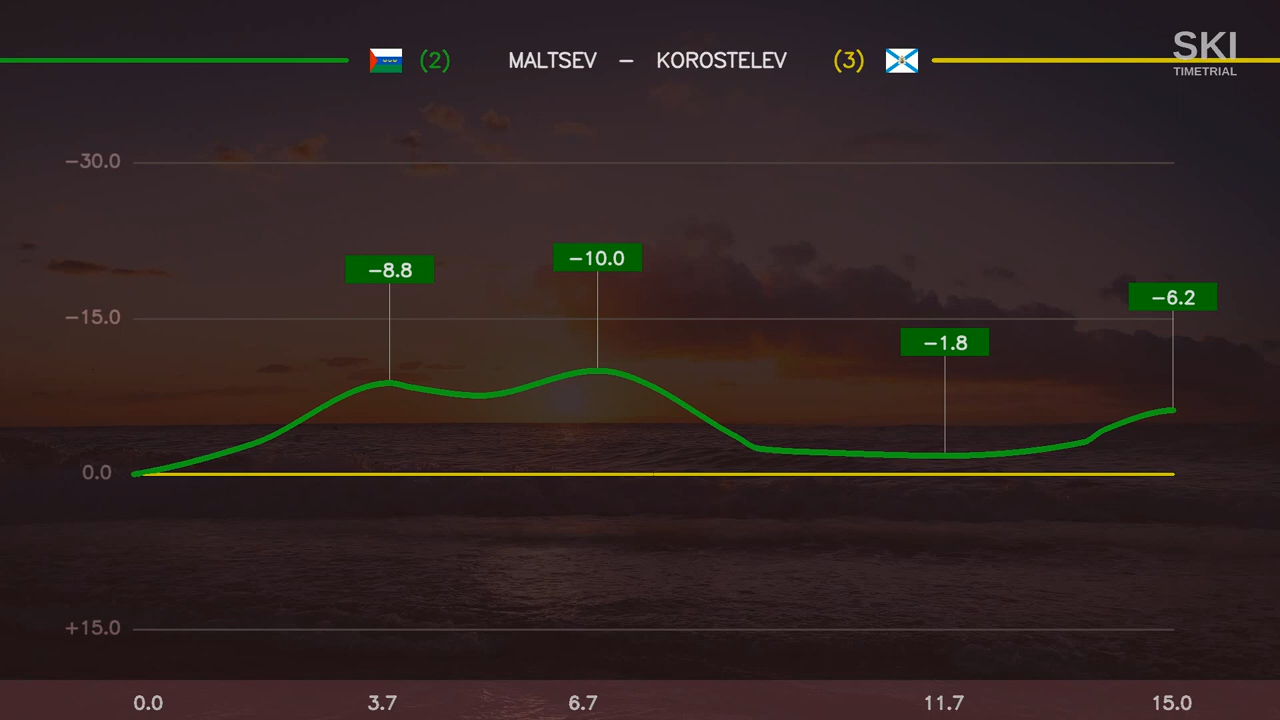 (2) MALTSEV – KOROSTELEV (3)
SKI
TIMETRIAL
−30.0
−10.0
−8.8
−6.2
−15.0
−1.8
0.0
+15.0
0.0 3.7 6.7 11.7 15.0